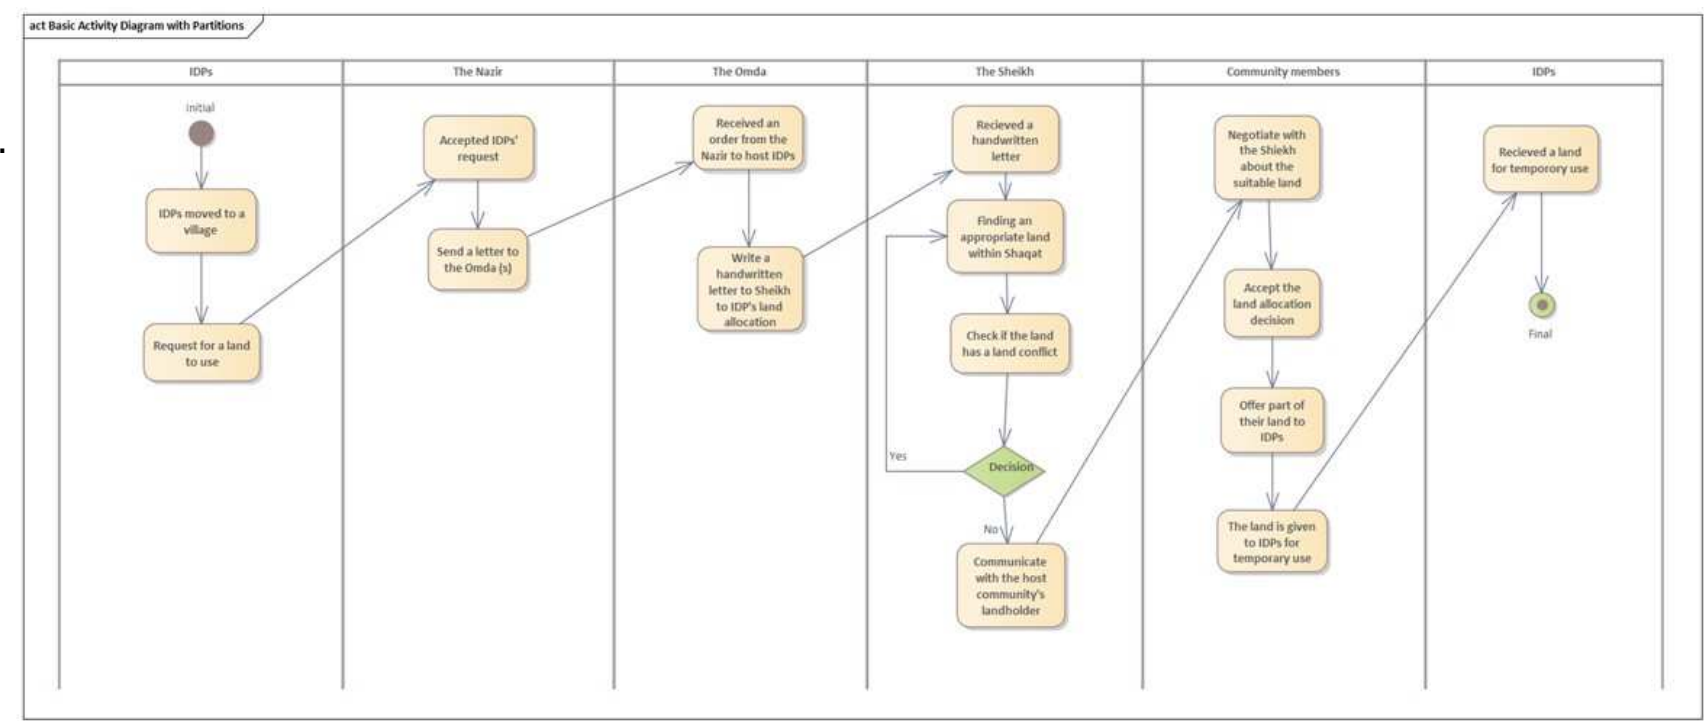 act Basic Activity Diagram with Partitions
IDPs
The Nazir
The Omda
The Sheikh
Community members
IDPs
Initial
IDPs moved to a
village
Request for a land
to use
Accepted IDPs'
request
Send a letter to
the Omda (s)
Received an
order from the
Nazir to host IDPs
Write a
handwritten
letter to Sheikh
to IDP's land
allocation
Recieved a
handwritten
letter
Finding an
appropriate land
within Shaqat
Check if the land
has a land conflict
Decision
Yes
No
Communicate
with the host
community's
landholder
Negotiate with
the Shiekh
about the
suitable land
Accept the
land allocation
decision
Offer part of
their land to
IDPs
The land is given
to IDPs for
temporary use
Recieved a land
for temporory use
Final